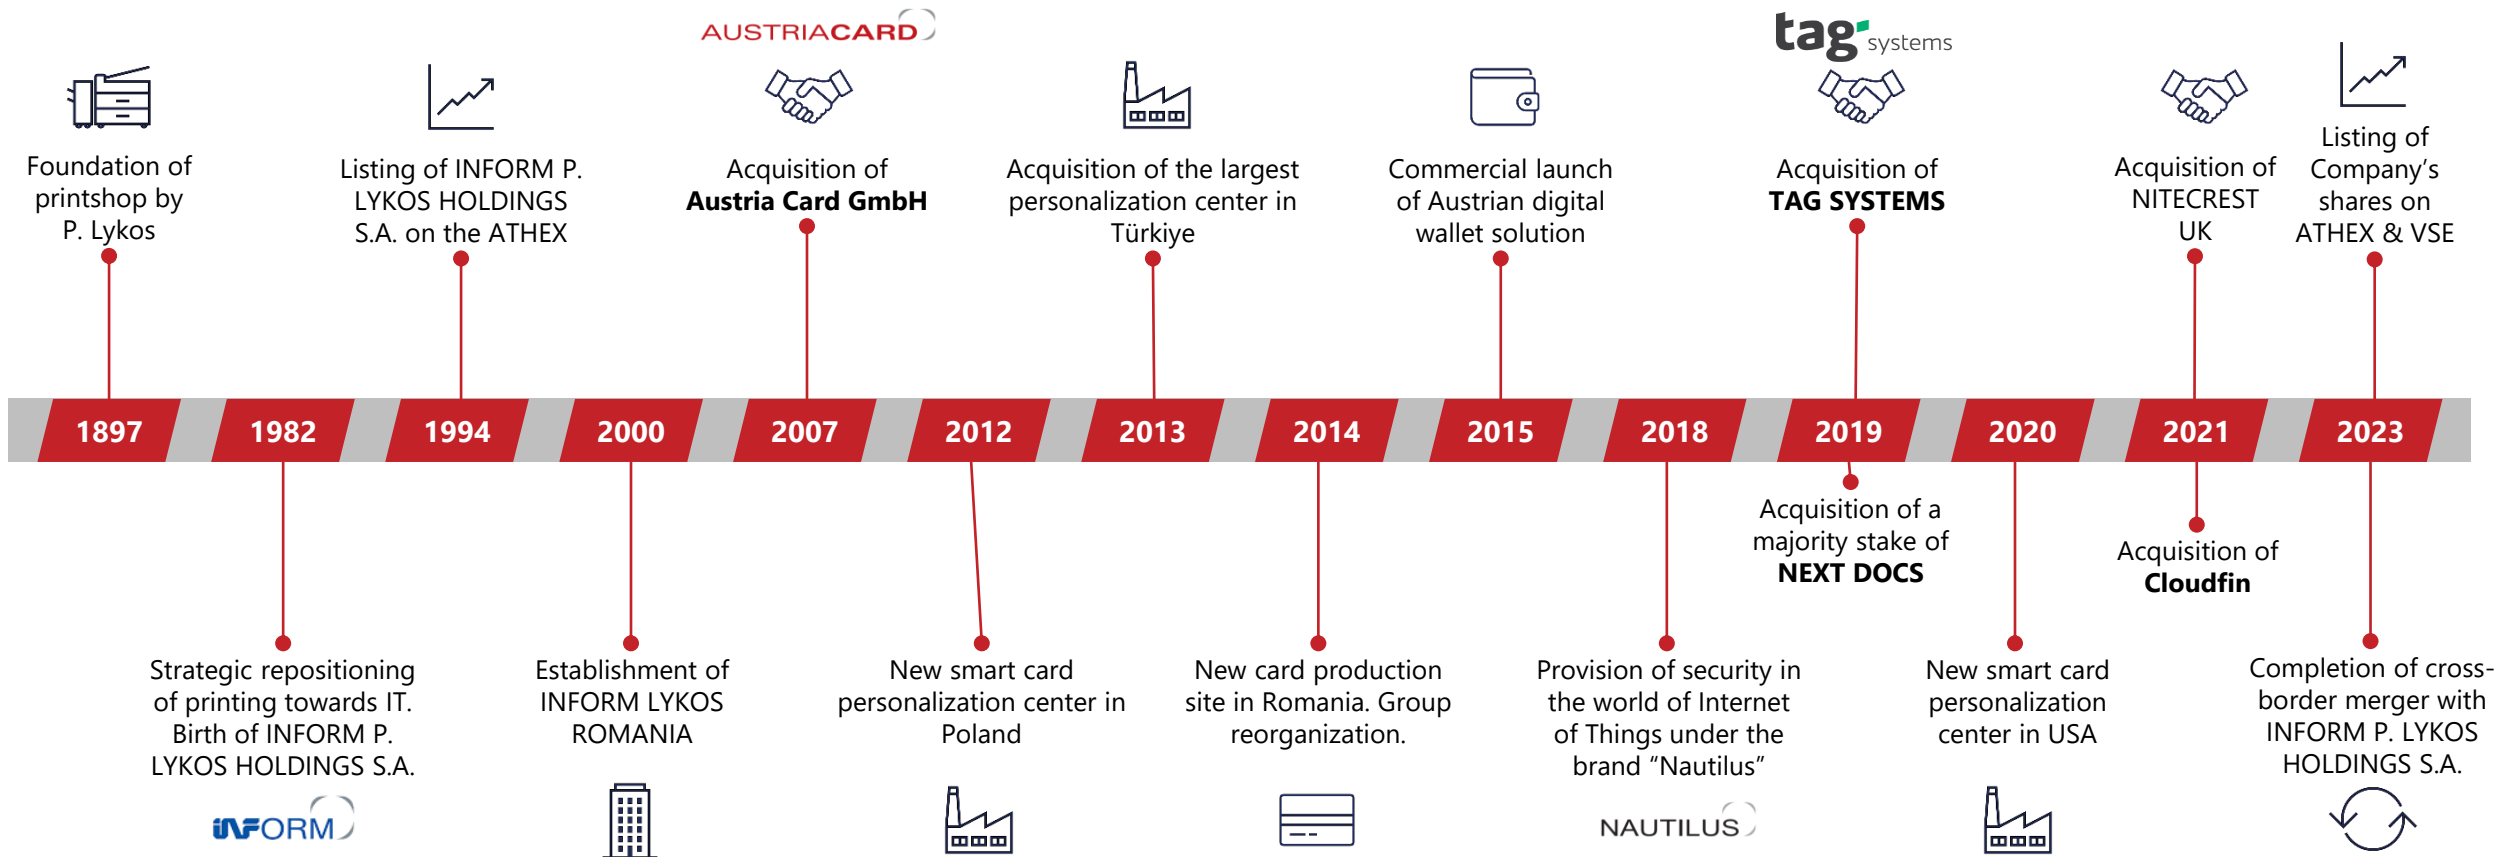 AUSTRIACARD
tag systems
Foundation of
printshop by
P. Lykos
Listing of INFORM P.
LYKOS HOLDINGS
S.A. on the ATHEX
Acquisition of
Austria Card GmbH
Acquisition of the largest
personalization center in
Türkiye
Commercial launch
of Austrian digital
wallet solution
Acquisition of
TAG SYSTEMS
Acquisition of
NITECREST
UK
Listing of
Company’s
shares on
ATHEX & VSE
1897 1982 1994 2000 2007 2012 2013 2014 2015 2018 2019 2020 2021 2023
Strategic repositioning
of printing towards IT.
Birth of INFORM P.
LYKOS HOLDINGS S.A.
INFORM
Establishment of
INFORM LYKOS
ROMANIA
New smart card
personalization center in
Poland
New card production
site in Romania. Group
reorganization.
Provision of security in
the world of Internet
of Things under the
brand “Nautilus”
NAUTILUS
Acquisition of a
majority stake of
NEXT DOCS
New smart card
personalization
center in USA
Acquisition of
Cloudfin
Completion of cross-
border merger with
INFORM P. LYKOS
HOLDINGS S.A.